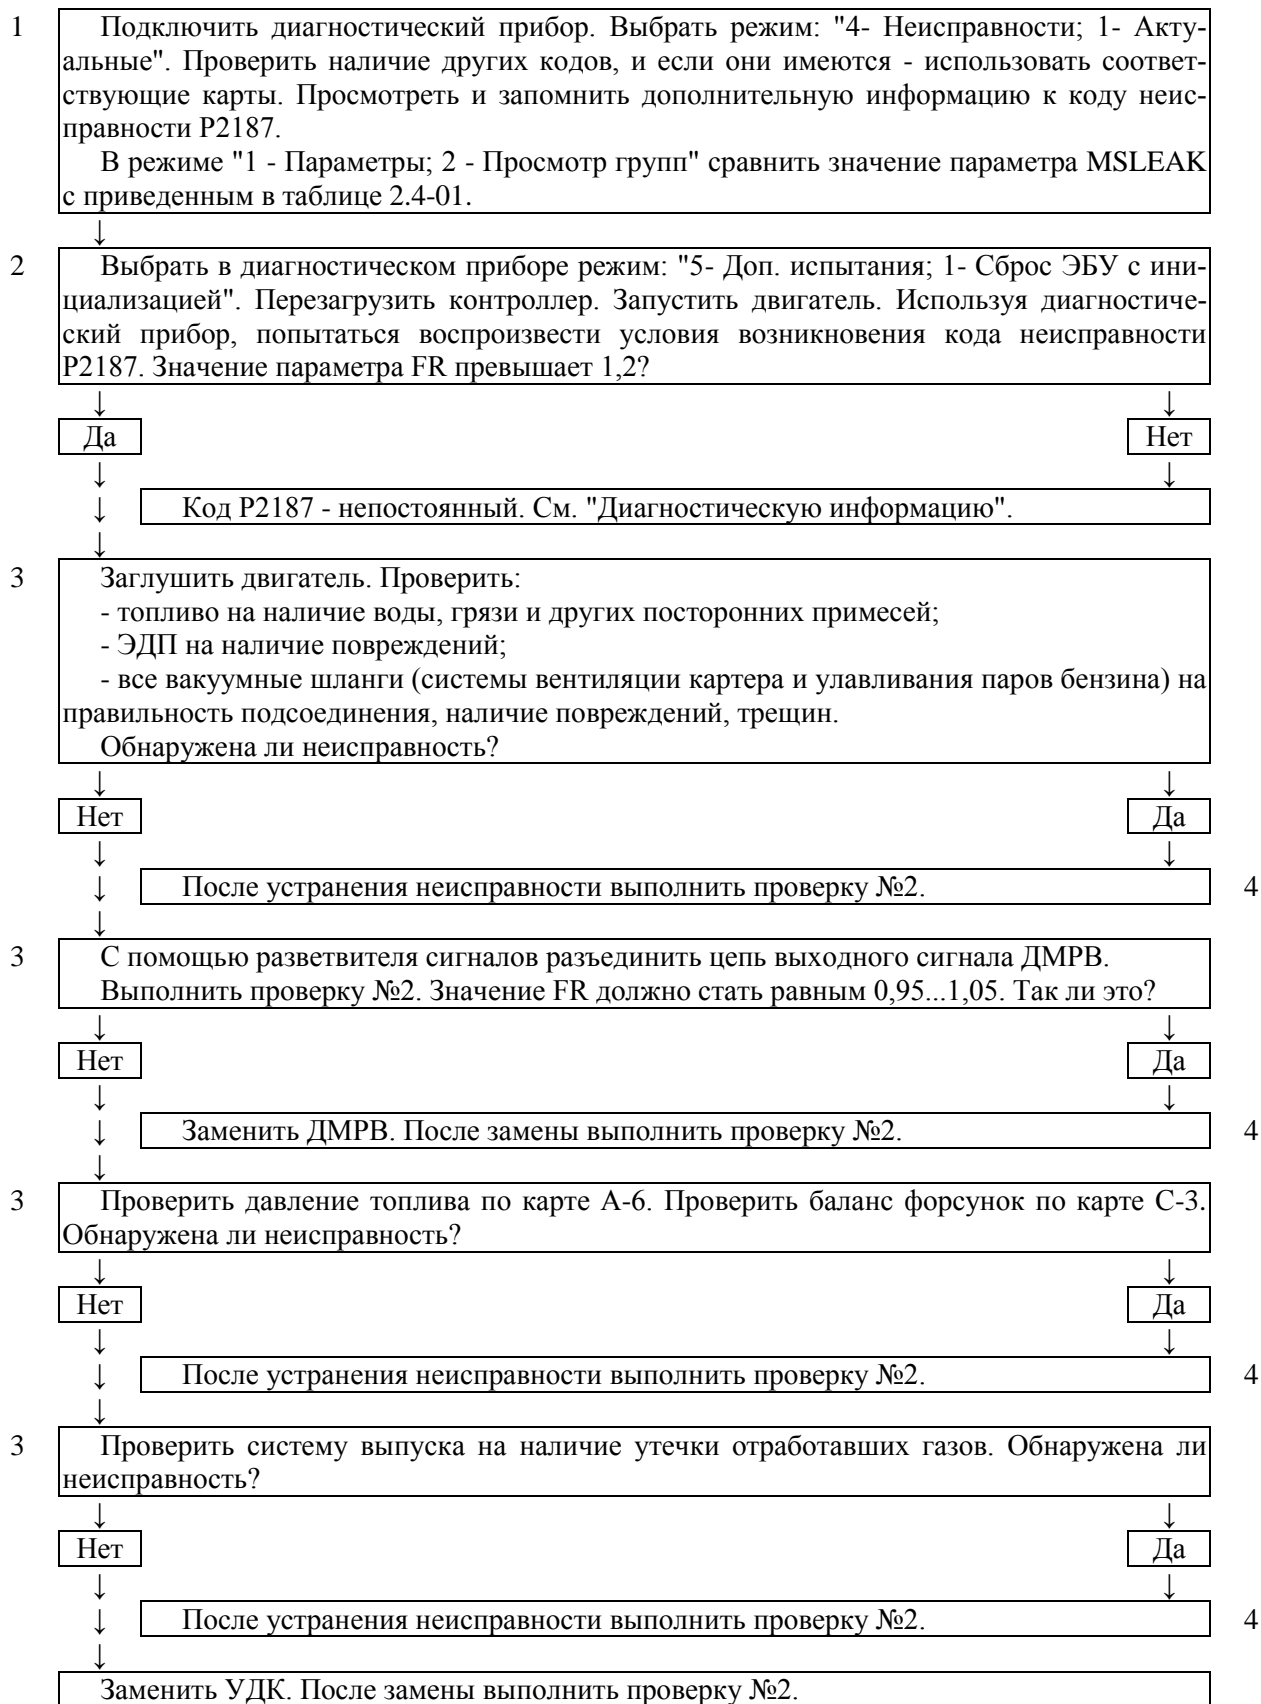 1 Подключить диагностический прибор. Выбрать режим: "4- Неисправности; 1- Акту-
альные". Проверить наличие других кодов, и если они имеются - использовать соответ-
ствующие карты. Просмотреть и запомнить дополнительную информацию к коду неис-
правности Р2187.
В режиме "1 - Параметры; 2 - Просмотр групп" сравнить значение параметра MSLEAK
с приведенным в таблице 2.4-01.
↓
2 Выбрать в диагностическом приборе режим: "5- Доп. испытания; 1- Сброс ЭБУ с ини-
циализацией". Перезагрузить контроллер. Запустить двигатель. Используя диагностиче-
ский прибор, попытаться воспроизвести условия возникновения кода неисправности
Р2187. Значение параметра FR превышает 1,2?
↓ ↓
Да Нет
↓ ↓
↓ Код Р2187 - непостоянный. См. "Диагностическую информацию".
↓
3 Заглушить двигатель. Проверить:
- топливо на наличие воды, грязи и других посторонних примесей;
- ЭДП на наличие повреждений;
- все вакуумные шланги (системы вентиляции картера и улавливания паров бензина) на
правильность подсоединения, наличие повреждений, трещин.
Обнаружена ли неисправность?
↓ ↓
Нет Да
↓ ↓
↓ После устранения неисправности выполнить проверку №2. 4
↓
3 С помощью разветвителя сигналов разъединить цепь выходного сигнала ДМРВ.
Выполнить проверку №2. Значение FR должно стать равным 0,95...1,05. Так ли это?
↓ ↓
Нет Да
↓ ↓
↓ Заменить ДМРВ. После замены выполнить проверку №2. 4
↓
3 Проверить давление топлива по карте А-6. Проверить баланс форсунок по карте С-3.
Обнаружена ли неисправность?
↓ ↓
Нет Да
↓ ↓
↓ После устранения неисправности выполнить проверку №2. 4
↓
3 Проверить систему выпуска на наличие утечки отработавших газов. Обнаружена ли
неисправность?
↓ ↓
Нет Да
↓ ↓
↓ После устранения неисправности выполнить проверку №2. 4
↓
Заменить УДК. После замены выполнить проверку №2.